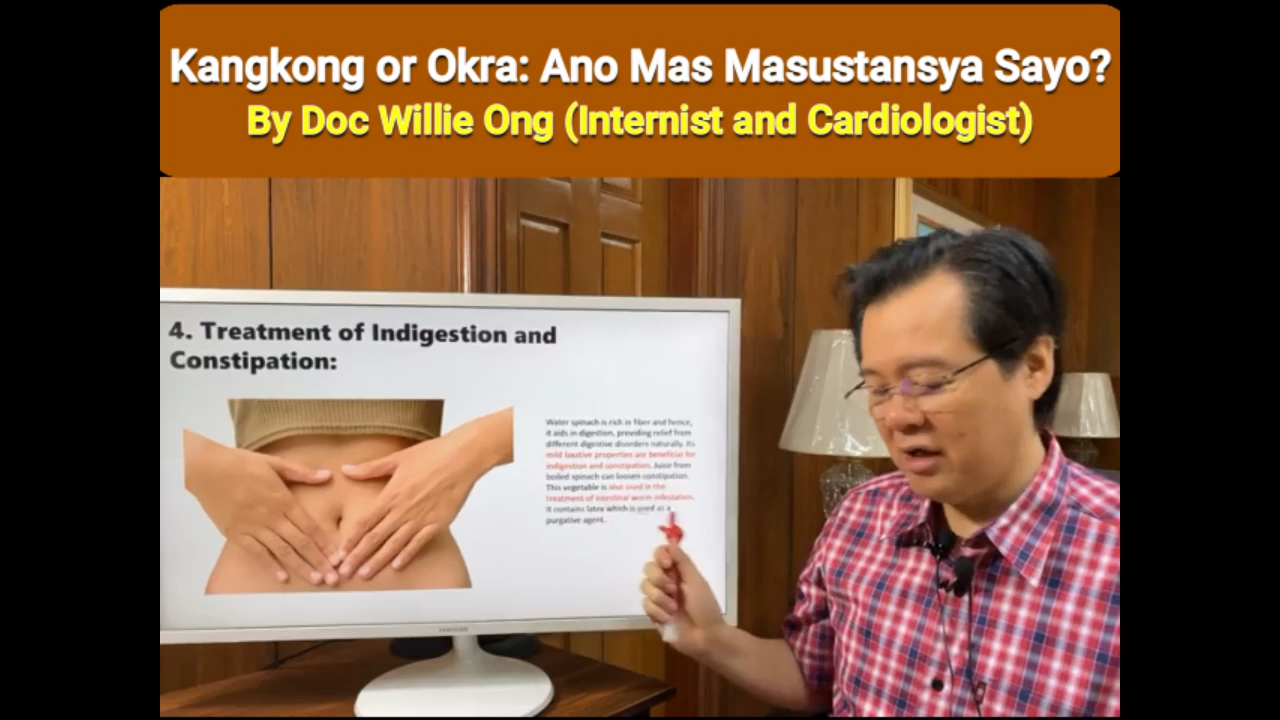 Kangkong or Okra: Ano Mas Masustansya Sayo?
By Doc Willie Ong (Internist and Cardiologist)
4. Treatment of Indigestion and
Constipation:
Water spinach is rich in fiber and hence,
it aids in digestion, providing relief from
different digestive disorders naturally. Its
mild laxative properties are beneficial for
indigestion and constipation. Juice from
boiled spinach can loosen constipation.
This vegetable is also used in the
treatment of intestinal worm infestation.
It contains latex which is used as a
purgative agent.
SAMSUNG